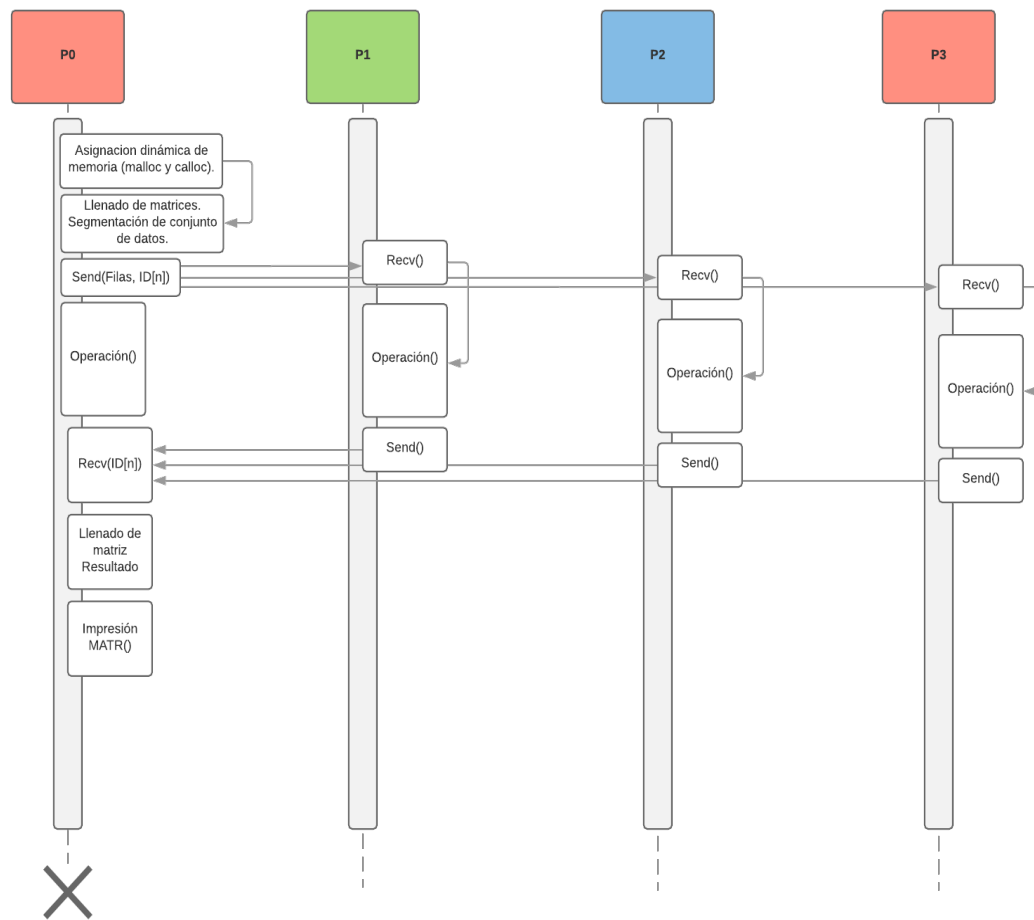 P0
P1
P2
P3
Asignacion dinámica de
memoria (malloc y calloc).
Llenado de matrices.
Segmentación de conjunto
de datos.
Send(Filas, ID[n])
Recv()
Recv()
Recv()
Operación()
Operación()
Operación()
Operación()
Recv(ID[n])
Send()
Send()
Send()
Llenado de
matriz
Resultado
Impresión
MATR()